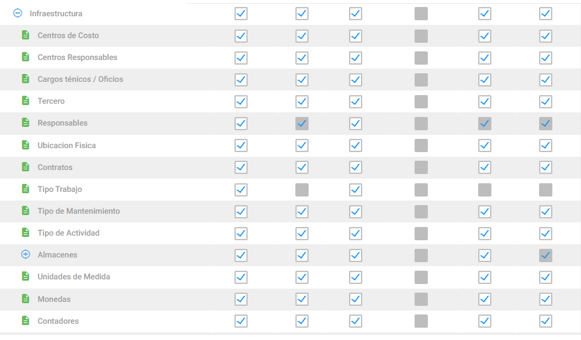 Infraestructura
Centros de Costo
Centros Responsables
Cargos ténicos / Oficios
Tercero
Responsables
Ubicacion Fisica
Contratos
Tipo Trabajo
Tipo de Mantenimiento
Tipo de Actividad
Almacenes
Unidades de Medida
Monedas
Contadores